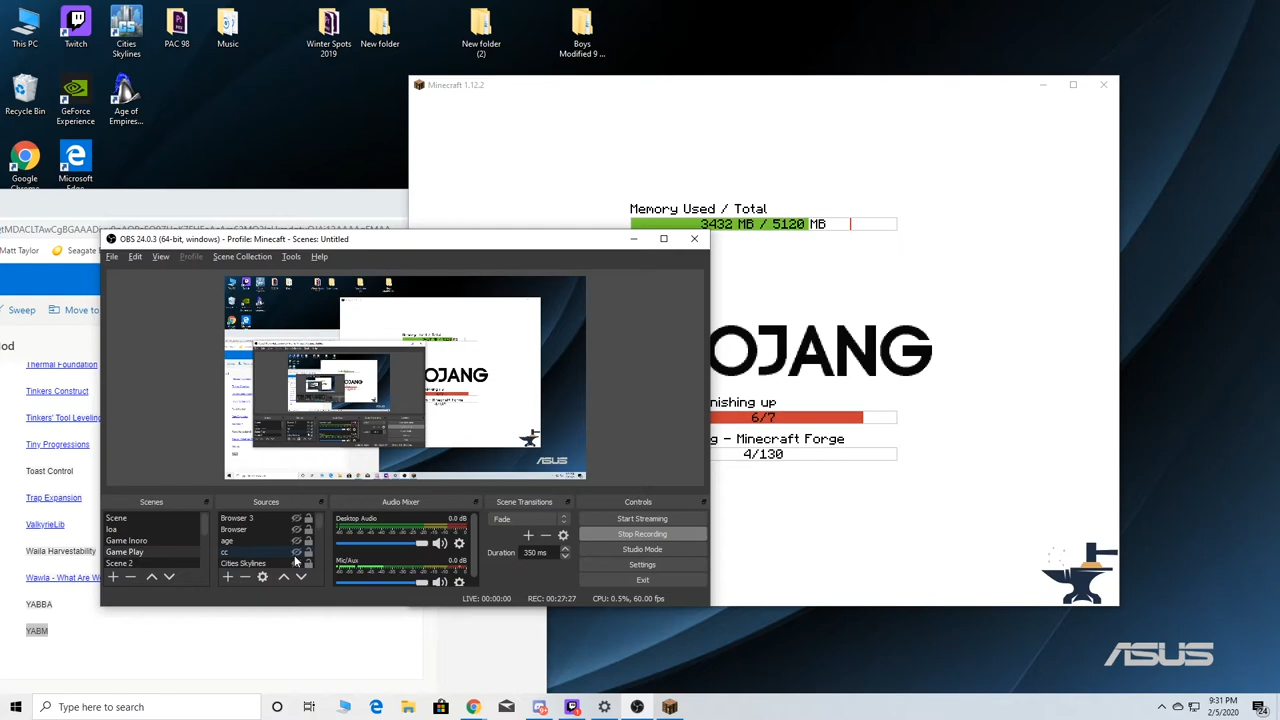 This PC
Twitch
Cities
Skylines
PAC 98
Music
Winter Spots
2019
New folder
New folder
(2)
Boys
Modified 9 ...
Recycle Bin
GeForce
Experience
Age of
Empires...
Google
Chrome
Microsoft
Edge
Minecraft 1.12.2
Memory Used / Total
3432 MB / 5120 MB
OJANG
nishing up
6/7
g - Minecraft Forge
4/130
Matt Taylor
Seagate
Sweep
Move to
lod
Thermal Foundation
Tinkers Construct
Tinkers' Tool Leveling
Tiny Progressions
Toast Control
Trap Expansion
ValkyrieLib
Waila Harvestability
Wawla - What Are We
YABBA
YABM
OBS 24.0.3 (64-bit, windows) - Profile: Minecaft - Scenes: Untitled
File Edit View Profile Scene Collection Tools Help
OJANG
ASUS
Scenes
Scene
loa
Game Inoro
Game Play
Scene 2
Sources
Browser 3
Browser
age
cc
Cities Skylines
Audio Mixer
Desktop Audio 0.0 dB
Mic/Aux 0.0 dB
Scene Transitions
Fade
Duration 350 ms
Controls
Start Streaming
Stop Recording
Studio Mode
Settings
Exit
LIVE: 00:00:00 REC: 00:27:27 CPU: 0.5%, 60.00 fps
ASUS
Type here to search
9:31 PM
2/5/2020
24